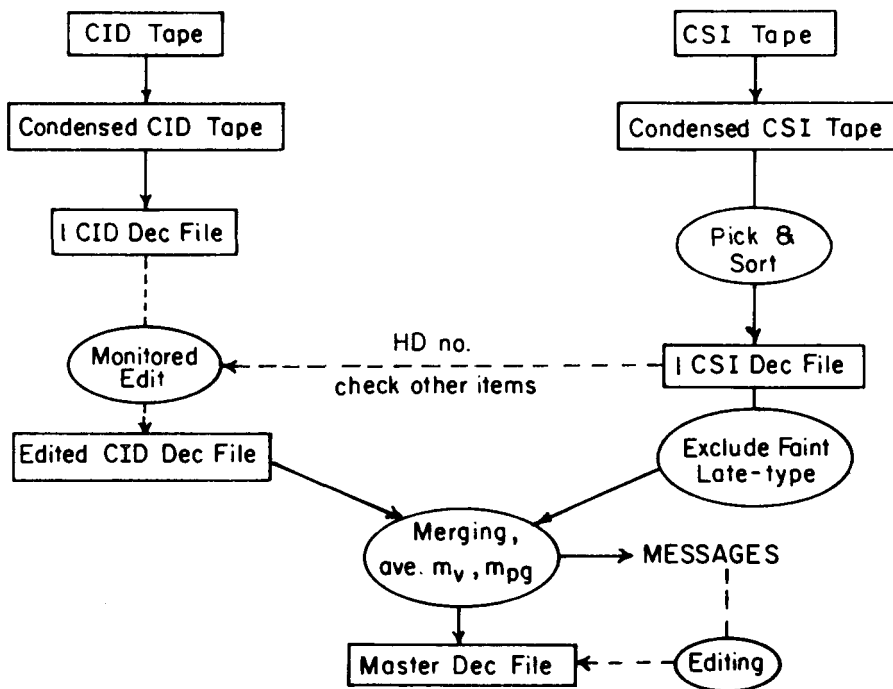 CID Tape
CSI Tape
Condensed CID Tape
Condensed CSI Tape
1 CID Dec File
Pick &
Sort
Monitored
Edit
HD no.
check other items
1 CSI Dec File
Edited CID Dec File
Exclude Faint
Late-type
Merging,
ave. mv, mpg
MESSAGES
Master Dec File
Editing